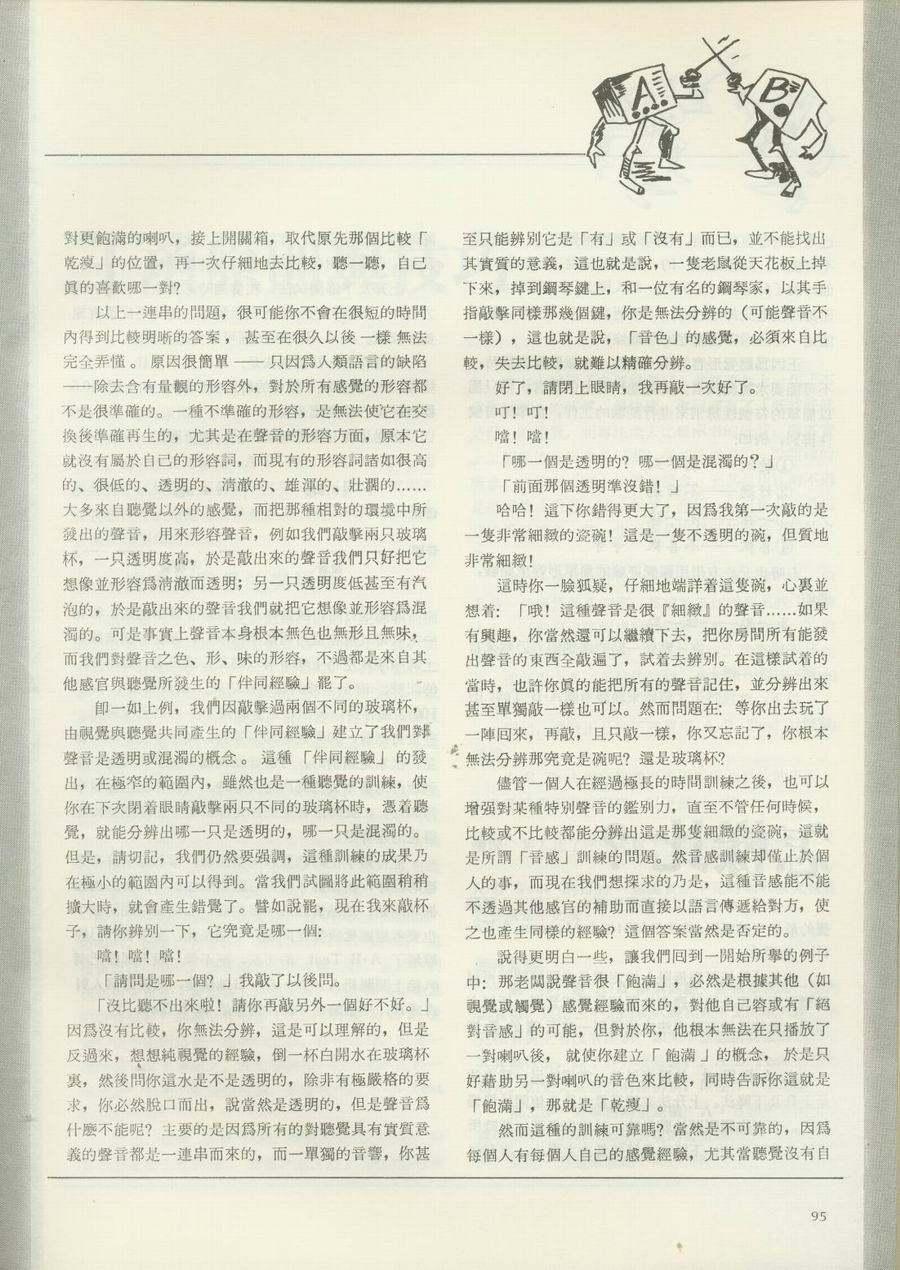 A
B
對更飽滿的喇叭，接上開關箱，取代原先那個比較「
乾瘦」的位置，再一次仔細地去比較，聽一聽，自己
眞的喜歡哪一對？
以上一連串的問題，很可能你不會在很短的時間
內得到比較明晰的答案，甚至在很久以後一樣無法
完全弄懂。原因很簡單——只因爲人類語言的缺陷
——除去含有量觀的形容外，對於所有感覺的形容都
不是很準確的。一種不準確的形容，是無法使它在交
換後準確再生的，尤其是在聲音的形容方面，原本它
就沒有屬於自己的形容詞，而現有的形容詞諸如很高
的、很低的、透明的、清澈的、雄渾的、壯濶的……
大多來自聽覺以外的感覺，而把那種相對的環境中所
發出的聲音，用來形容聲音，例如我們敲擊兩只玻璃
杯，一只透明度高，於是敲出來的聲音我們只好把它
想像並形容爲清澈而透明；另一只透明度低甚至有汽
泡的，於是敲出來的聲音我們就把它想像並形容爲混
濁的。可是事實上聲音本身根本無色也無形且無味，
而我們對聲音之色、形、味的形容，不過都是來自其
他感官與聽覺所發生的「伴同經驗」罷了。
卽一如上例，我們因敲擊過兩個不同的玻璃杯，
由視覺與聽覺共同產生的「伴同經驗」建立了我們對
聲音是透明或混濁的概念。這種「伴同經驗」的發
出，在極窄的範圍內，雖然也是一種聽覺的訓練，使
你在下次閉着眼睛敲擊兩只不同的玻璃杯時，憑着聽
覺，就能分辨出哪一只是透明的，哪一只是混濁的。
但是，請切記，我們仍然要强調，這種訓練的成果乃
在極小的範圍內可以得到。當我們試圖將此範圍稍稍
擴大時，就會產生錯覺了。譬如說罷，現在我來敲杯
子，請你辨別一下，它究竟是哪一個：
噹！噹！噹！
「請問是哪一個？」我敲了以後問。
「沒比聽不出來啦！請你再敲另外一個好不好。」
因爲沒有比較，你無法分辨，這是可以理解的，但是
反過來，想想純視覺的經驗，倒一杯白開水在玻璃杯
裏，然後問你這水是不是透明的，除非有極嚴格的要
求，你必然脫口而出，說當然是透明的，但是聲音爲
什麼不能呢？主要的是因爲所有的對聽覺具有實質意
義的聲音都是一連串而來的，而一單獨的音響，你甚
至只能辨別它是「有」或「沒有」而已，並不能找出
其實質的意義，這也就是說，一隻老鼠從天花板上掉
下來，掉到鋼琴鍵上，和一位有名的鋼琴家，以其手
指敲擊同樣那幾個鍵，你是無法分辨的（可能聲音不
一樣），這也就是說，「音色」的感覺，必須來自比
較，失去比較，就難以精確分辨。
好了，請閉上眼睛，我再敲一次好了。
叮！叮！
噹！噹！
「哪一個是透明的？哪一個是混濁的？」
「前面那個透明準沒錯！」
哈哈！這下你錯得更大了，因爲我第一次敲的是
一隻非常細緻的瓷碗！這是一隻不透明的碗，但質地
非常細緻！
這時你一臉狐疑，仔細地端詳着這隻碗，心裏並
想着：「哦！這種聲音是很『細緻』的聲音……如果
有興趣，你當然還可以繼續下去，把你房間所有能發
出聲音的東西全敲遍了，試着去辨別。在這樣試着的
當時，也許你眞的能把所有的聲音記住，並分辨出來
甚至單獨敲一樣也可以。然而問題在：等你出去玩了
一陣回來，再敲，且只敲一樣，你又忘記了，你根本
無法分辨那究竟是碗呢？還是玻璃杯？
儘管一個人在經過極長的時間訓練之後，也可以
增强對某種特別聲音的鑑別力，直至不管任何時候，
比較或不比較都能分辨出這是那隻細緻的瓷碗，這就
是所謂「音感」訓練的問題。然音感訓練却僅止於個
人的事，而現在我們想探求的乃是，這種音感能不能
不透過其他感官的補助而直接以語言傳遞給對方，使
之也產生同樣的經驗？這個答案當然是否定的。
說得更明白一些，讓我們回到一開始所舉的例子
中：那老闆說聲音很「飽滿」，必然是根據其他（如
視覺或觸覺）感覺經驗而來的，對他自己容或有「絕
對音感」的可能，但對於你，他根本無法在只播放了
一對喇叭後，就使你建立「飽滿」的概念，於是只
好藉助另一對喇叭的音色來比較，同時告訴你這就是
「飽滿」，那就是「乾瘦」。
然而這種的訓練可靠嗎？當然是不可靠的，因爲
每個人有每個人自己的感覺經驗，尤其當聽覺沒有自
95